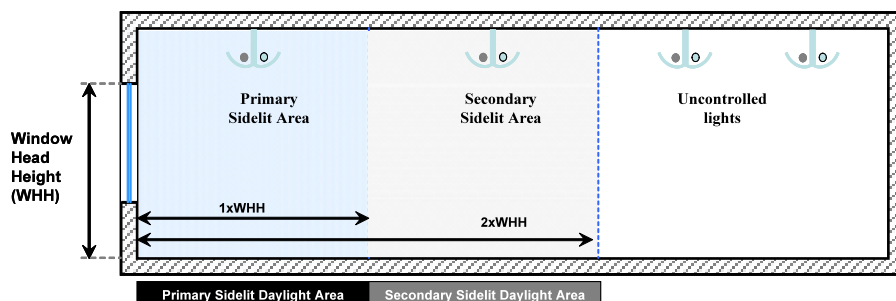 Primary
Sidelit Area
Secondary
Sidelit Area
Uncontrolled
lights
Window
Head
Height
(WHH)
1xWHH
2xWHH
Primary Sidelit Daylight Area
Secondary Sidelit Daylight Area